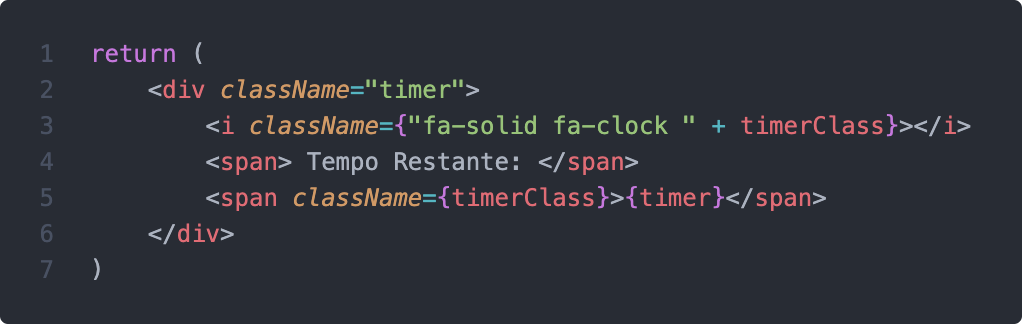 1 return (
2     <div className="timer">
3         <i className={"fa-solid fa-clock " + timerClass}></i>
4         <span> Tempo Restante: </span>
5         <span className={timerClass}>{timer}</span>
6     </div>
7 )